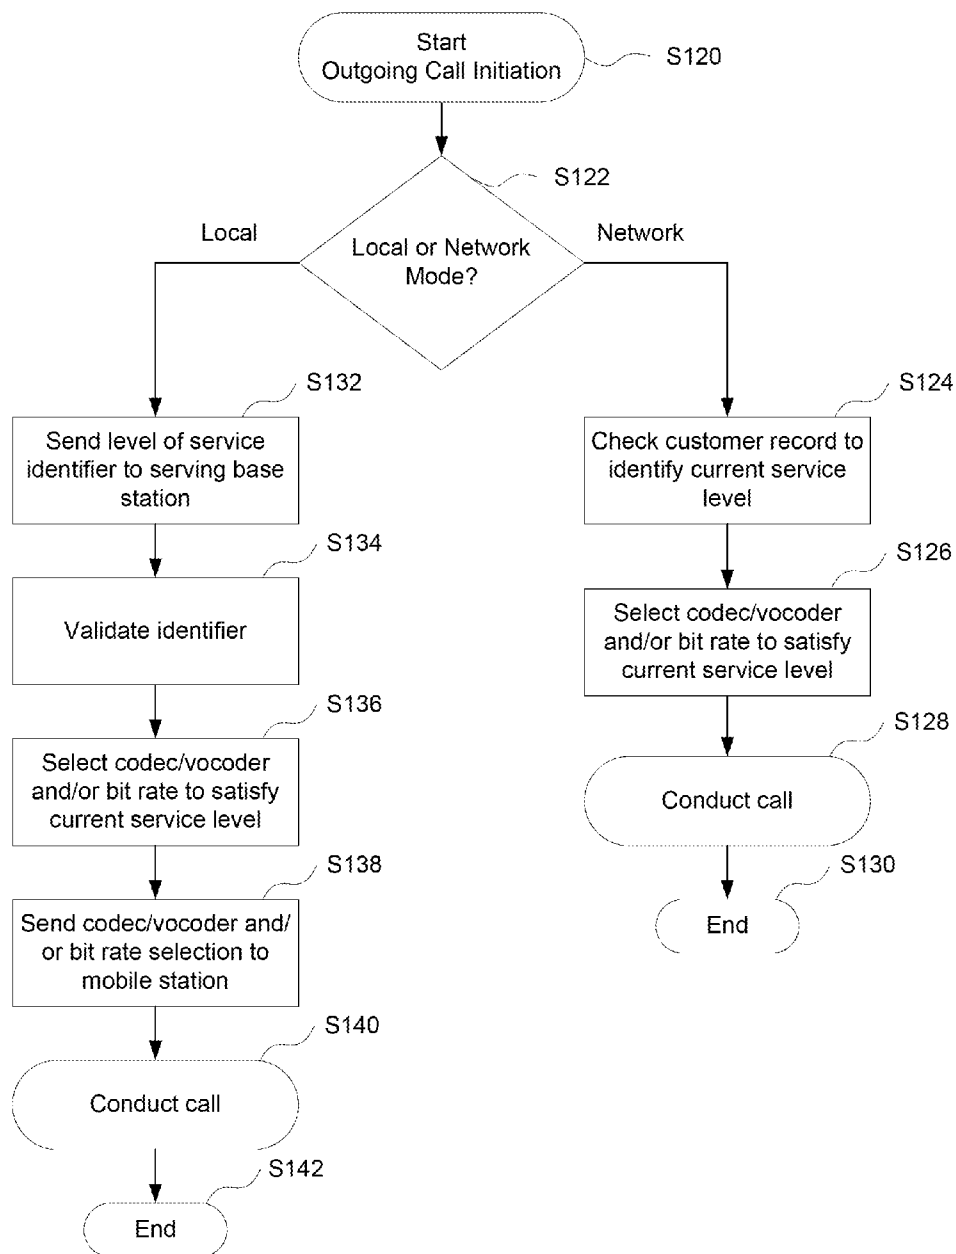 Start
Outgoing Call Initiation
S120
S122
Local or Network
Mode?
Local
Network
S132
Send level of service
identifier to serving base
station
S134
Validate identifier
S136
Select codec/vocoder
and/or bit rate to satisfy
current service level
S138
Send codec/vocoder and/
or bit rate selection to
mobile station
S140
Conduct call
S142
End
S124
Check customer record to
identify current service
level
S126
Select codec/vocoder
and/or bit rate to satisfy
current service level
S128
Conduct call
S130
End